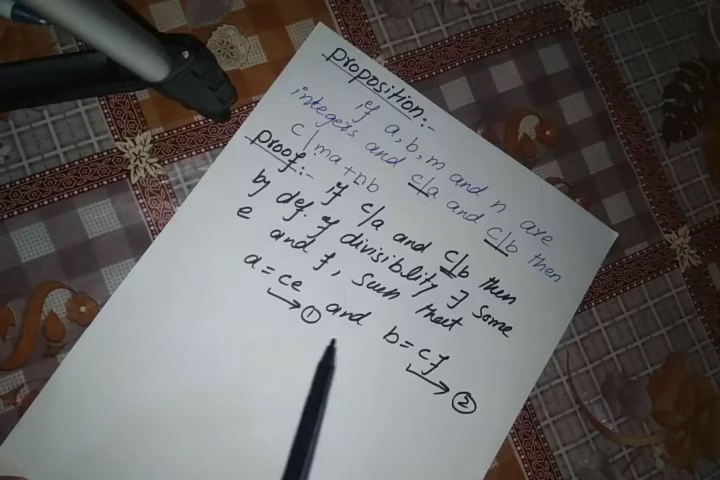 proposition:-
if a, b, m and n are
integers and c/a and c/b then
c | ma + nb
proof:- if c/a and c/b then
by def. of divisiblity ∃ some
e and f, such that
a = ce and b = cf
→ ① → ②